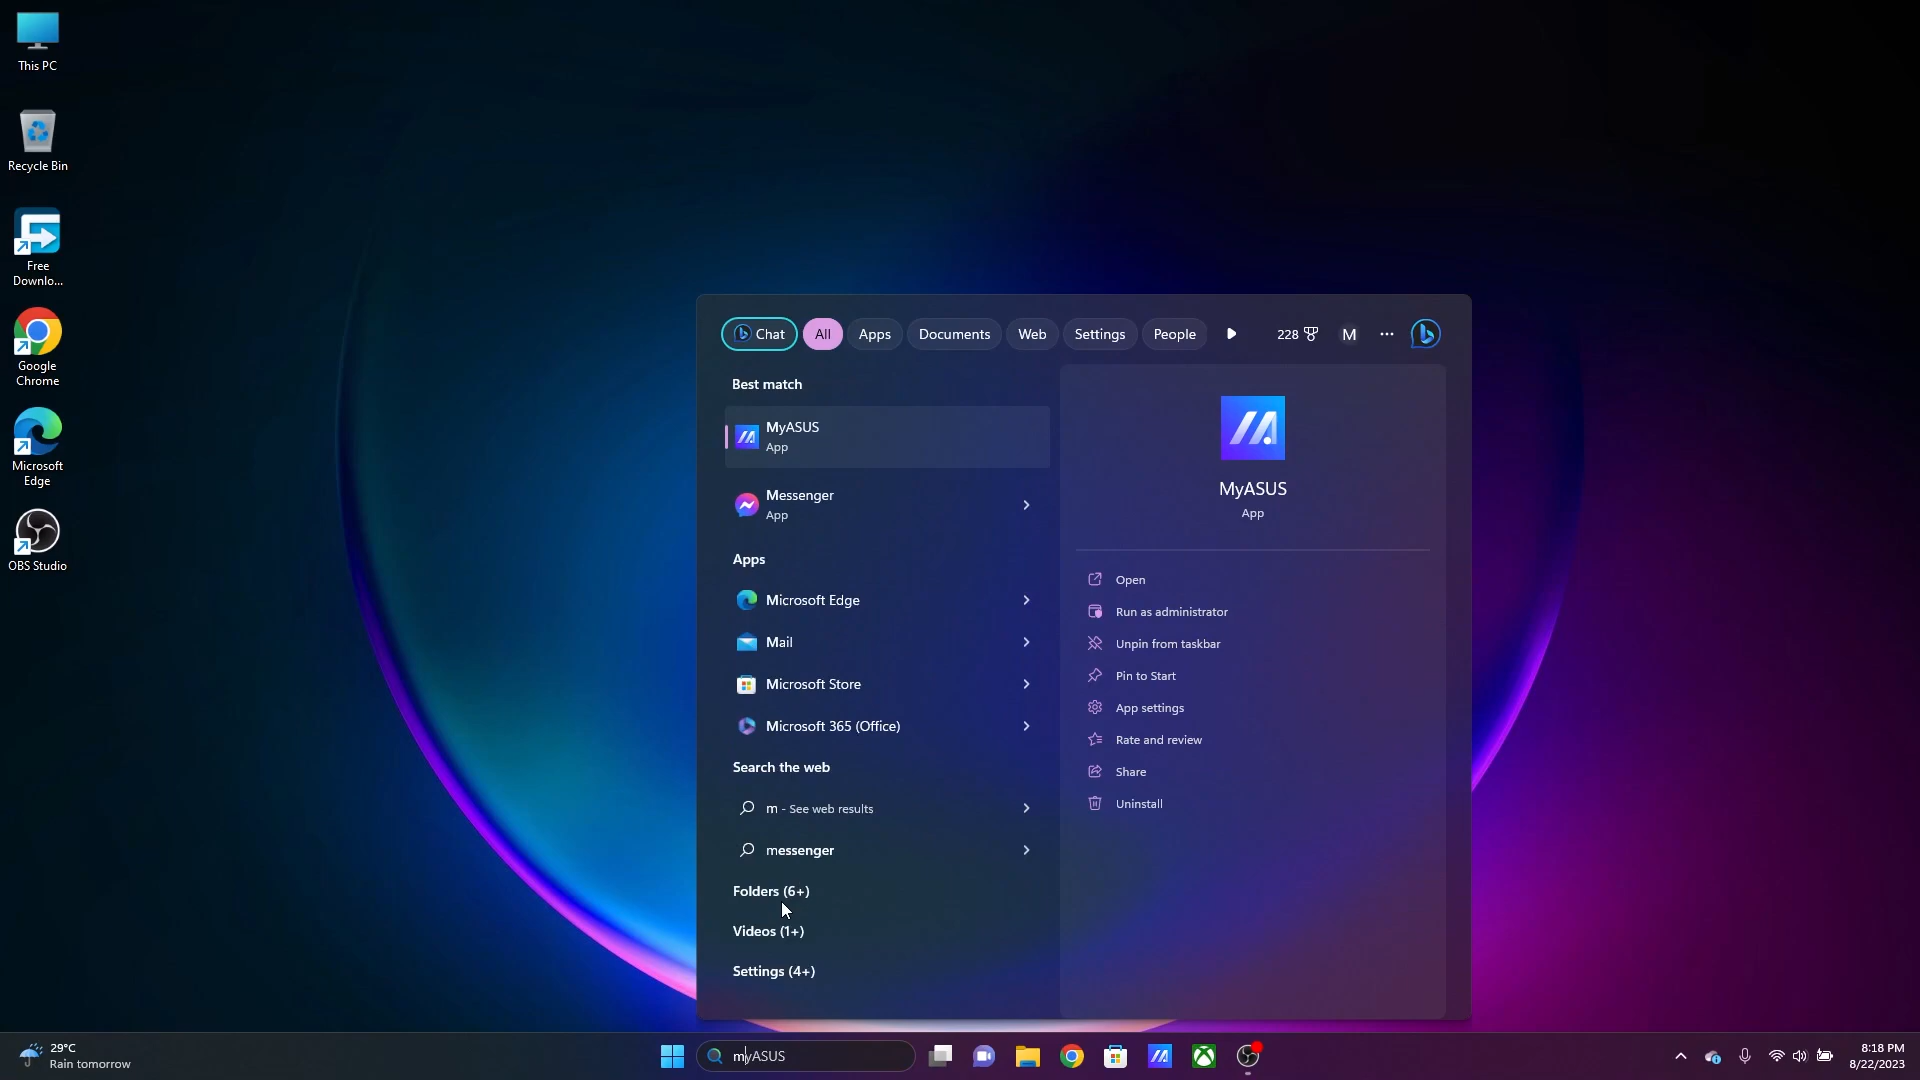 This PC
Recycle Bin
Free
Downlo...
Google
Chrome
Microsoft
Edge
OBS Studio
Chat
All
Apps
Documents
Web
Settings
People
228
M
Best match
MyASUS
App
Messenger
App
Apps
Microsoft Edge
Mail
Microsoft Store
Microsoft 365 (Office)
Search the web
m - See web results
messenger
Folders (6+)
Videos (1+)
Settings (4+)
MyASUS
App
Open
Run as administrator
Unpin from taskbar
Pin to Start
App settings
Rate and review
Share
Uninstall
29°C
Rain tomorrow
myASUS
8:18 PM
8/22/2023